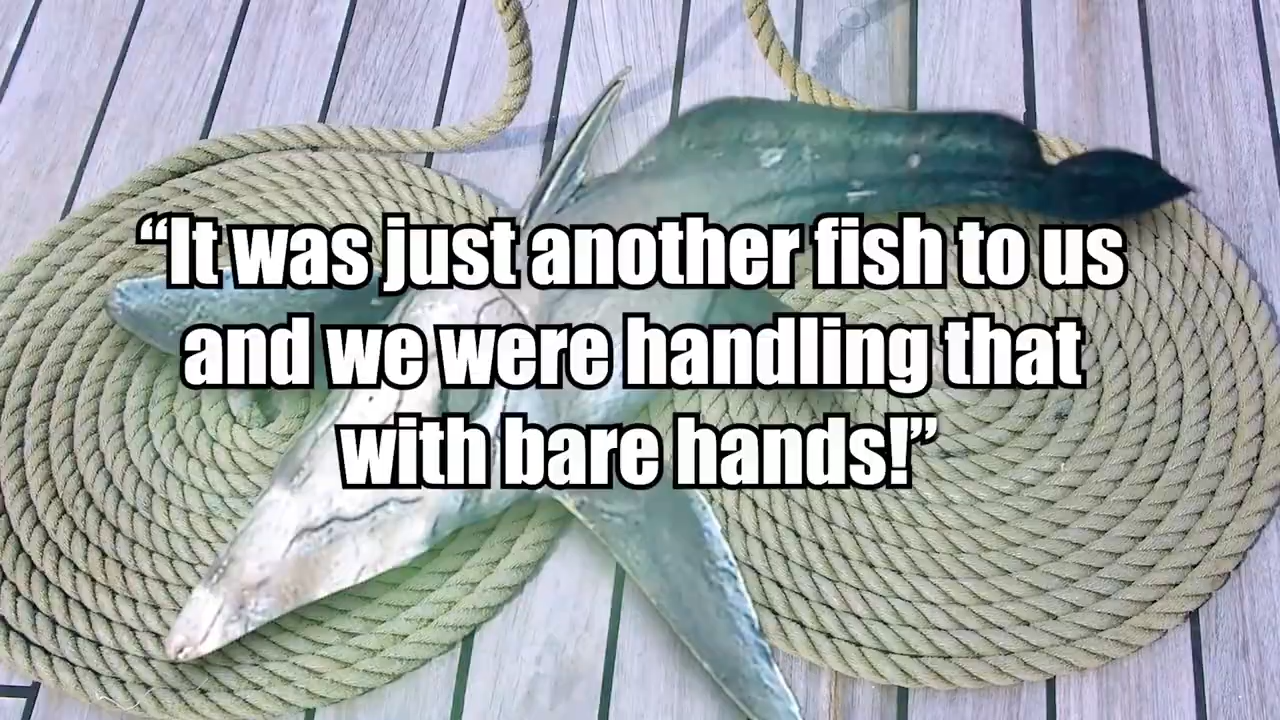 “It was just another fish to us
and we were handling that
with bare hands!”